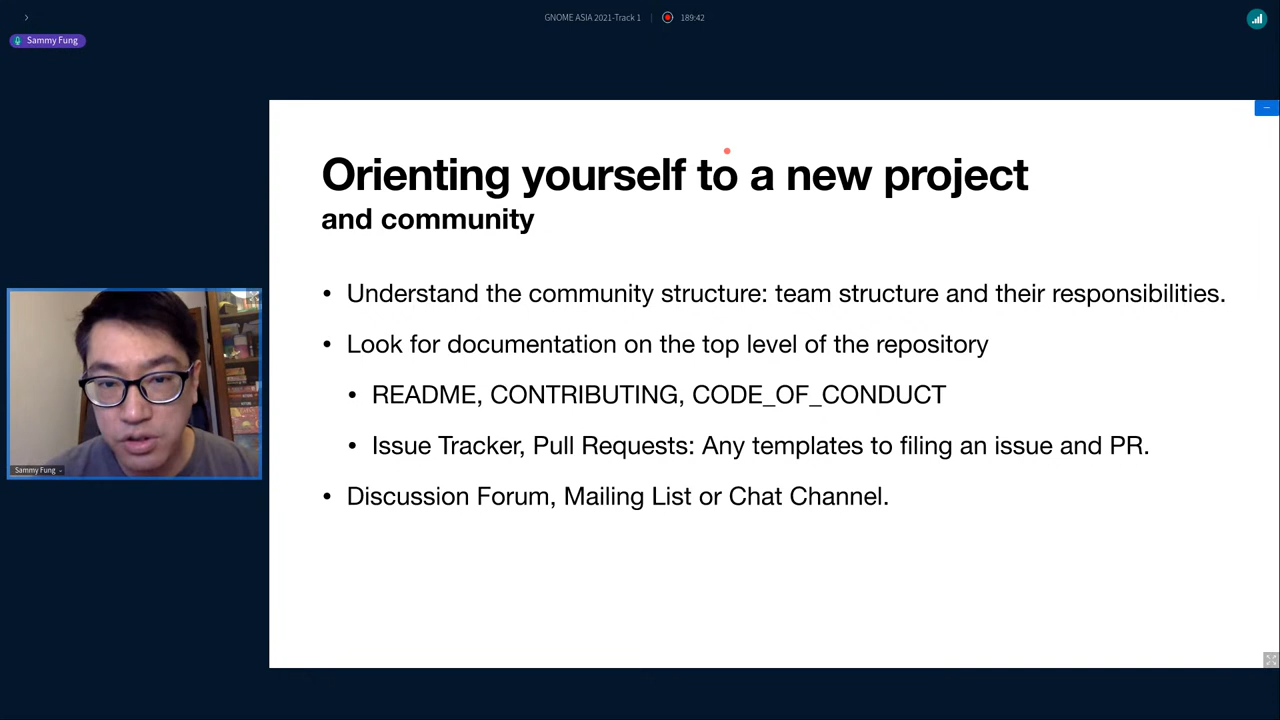 GNOME ASIA 2021-Track 1 189:42
Sammy Fung
Orienting yourself to a new project
and community
• Understand the community structure: team structure and their responsibilities.
• Look for documentation on the top level of the repository
• README, CONTRIBUTING, CODE_OF_CONDUCT
• Issue Tracker, Pull Requests: Any templates to filing an issue and PR.
• Discussion Forum, Mailing List or Chat Channel.
Sammy Fung